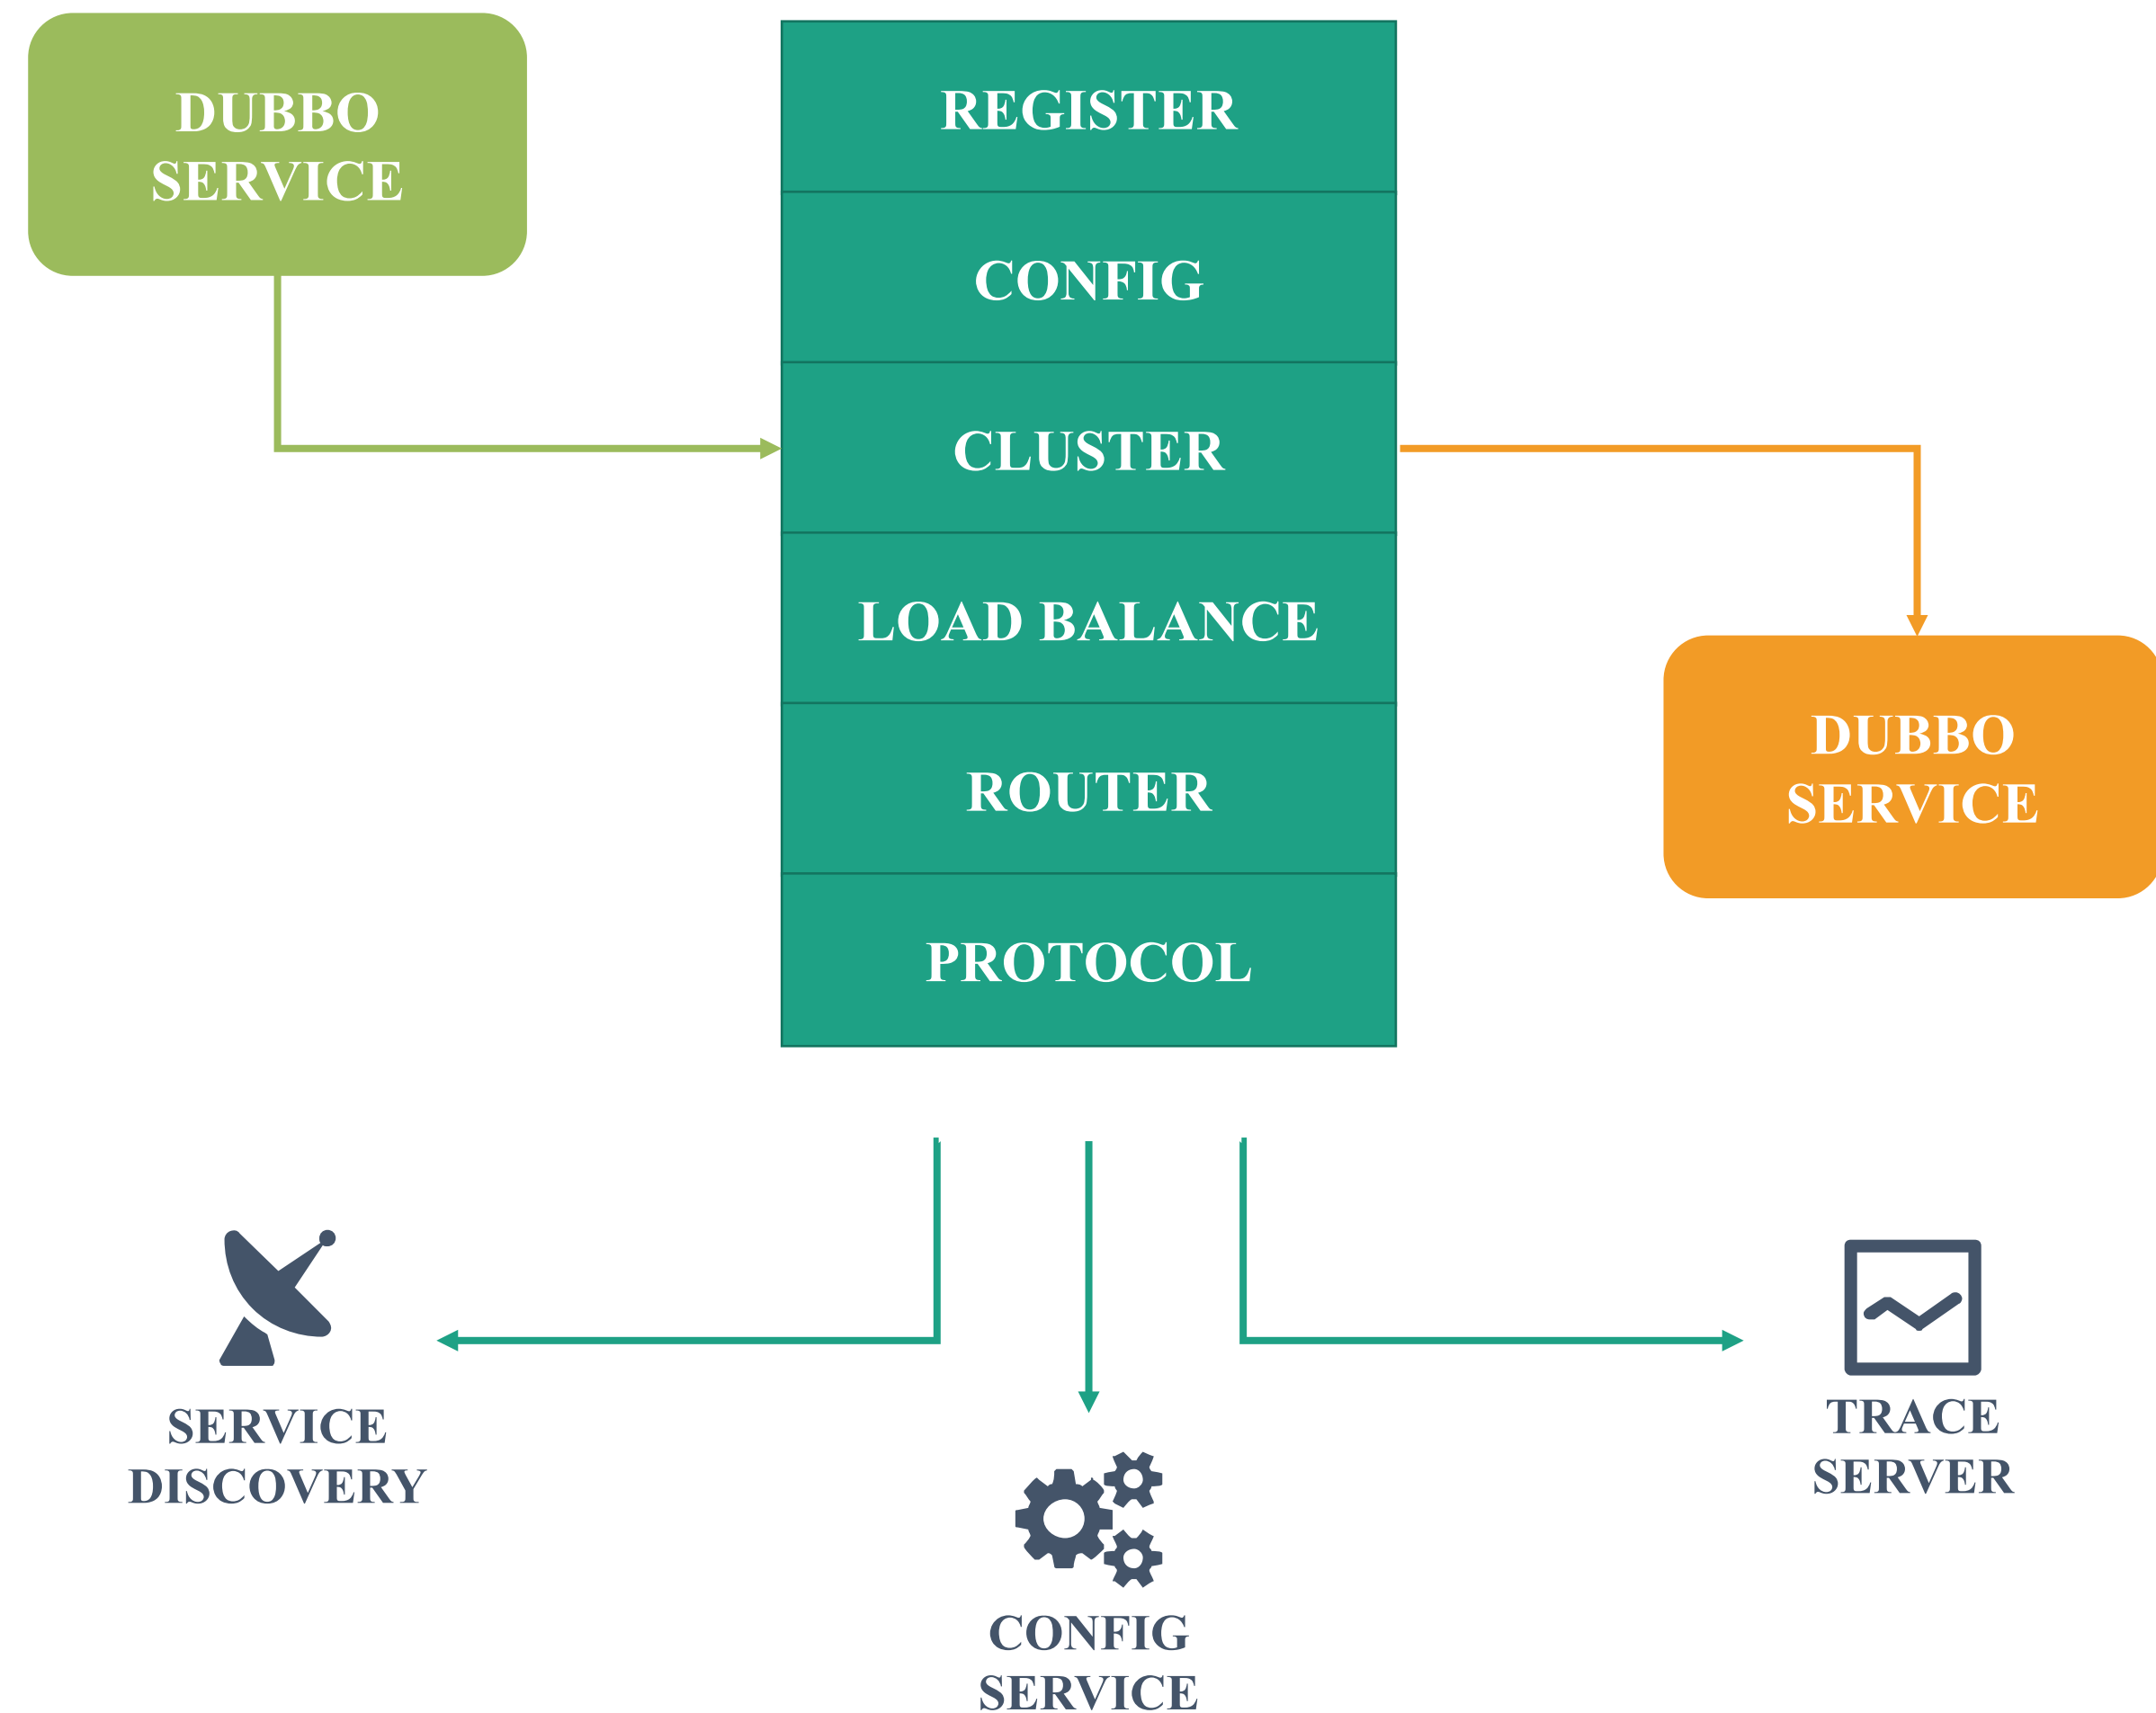 DUBBO
SERVICE
REGISTER
CONFIG
CLUSTER
LOAD BALANCE
ROUTER
PROTOCOL
DUBBO
SERVICE
SERVICE
DISCOVERY
CONFIG
SERVICE
TRACE
SERVER